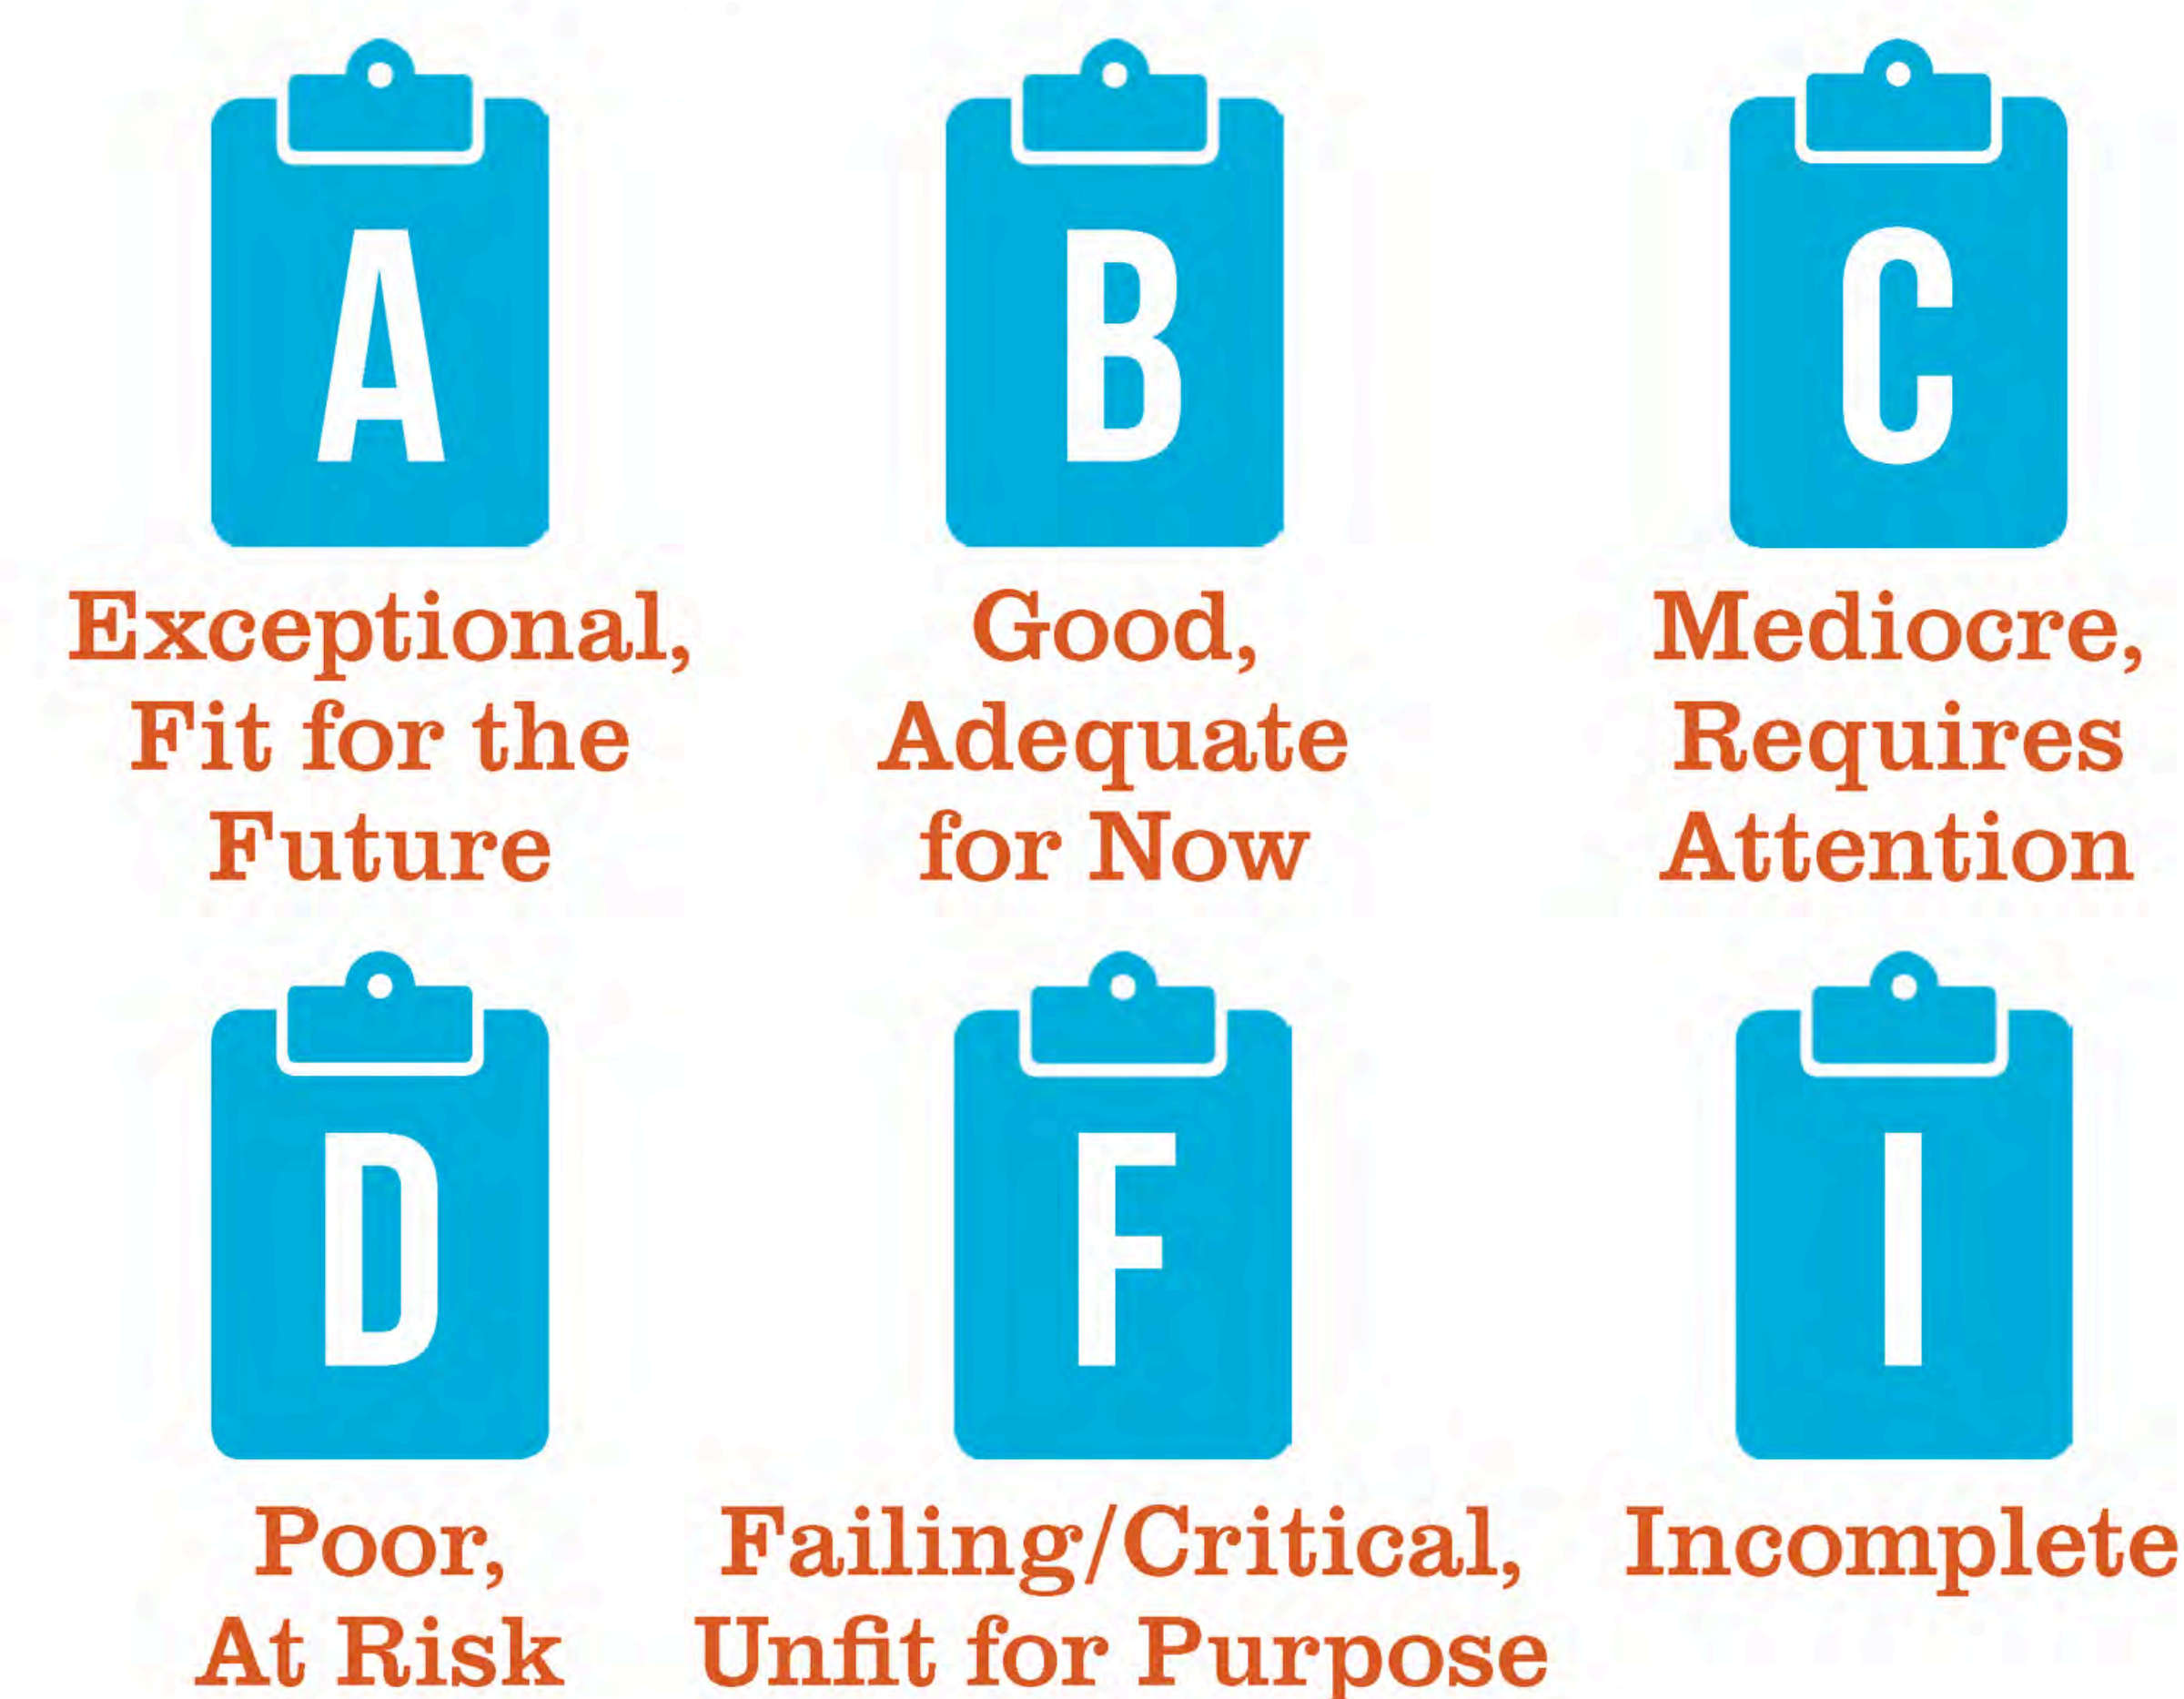 A
Exceptional,
Fit for the
Future
B
Good,
Adequate
for Now
C
Mediocre,
Requires
Attention
D
Poor,
At Risk
F
Failing/Critical,
Unfit for Purpose
I
Incomplete